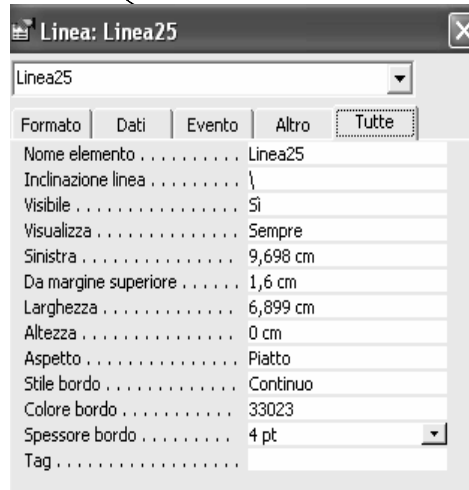 Linea: Linea25
Linea25
Formato Dati Evento Altro Tutte
Nome elemento . . . . . . . . . . Linea25
Inclinazione linea . . . . . . . . . \
Visibile . . . . . . . . . . . . . . . . Sì
Visualizza . . . . . . . . . . . . . . Sempre
Sinistra . . . . . . . . . . . . . . . 9,698 cm
Da margine superiore . . . . . . 1,6 cm
Larghezza . . . . . . . . . . . . . 6,899 cm
Altezza . . . . . . . . . . . . . . . 0 cm
Aspetto . . . . . . . . . . . . . . . Piatto
Stile bordo . . . . . . . . . . . . . Continuo
Colore bordo . . . . . . . . . . . 33023
Spessore bordo . . . . . . . . . 4 pt
Tag . . . . . . . . . . . . . . . . . .